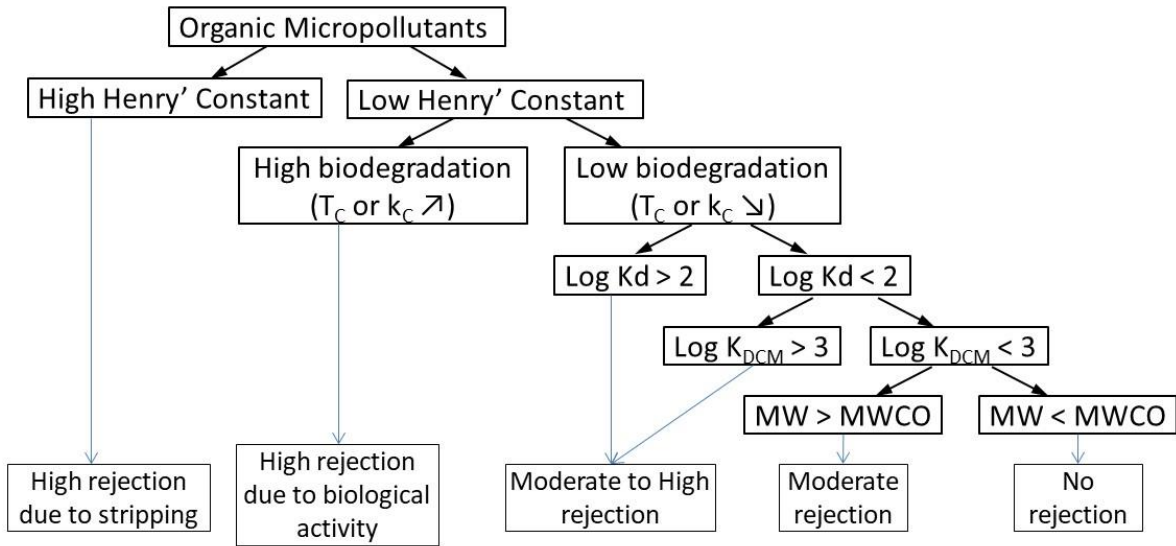 Organic Micropollutants
High Henry' Constant
Low Henry' Constant
High biodegradation
(T_C or k_C ↗)
Low biodegradation
(T_C or k_C ↘)
Log Kd > 2
Log Kd < 2
Log K_DCM > 3
Log K_DCM < 3
MW > MWCO
MW < MWCO
High rejection
due to stripping
High rejection
due to biological
activity
Moderate to High
rejection
Moderate
rejection
No
rejection